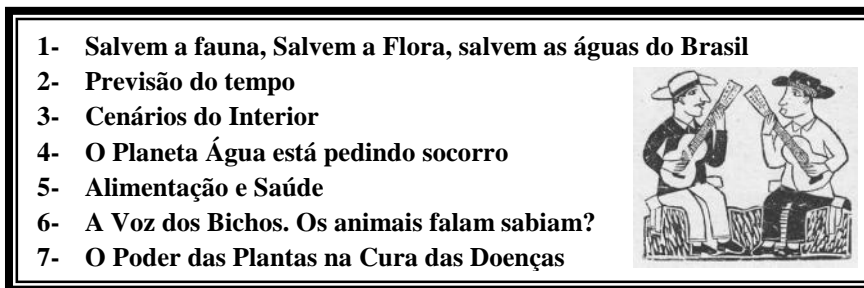 1- Salvem a fauna, Salvem a Flora, salvem as águas do Brasil
2- Previsão do tempo
3- Cenários do Interior
4- O Planeta Água está pedindo socorro
5- Alimentação e Saúde
6- A Voz dos Bichos. Os animais falam sabiam?
7- O Poder das Plantas na Cura das Doenças